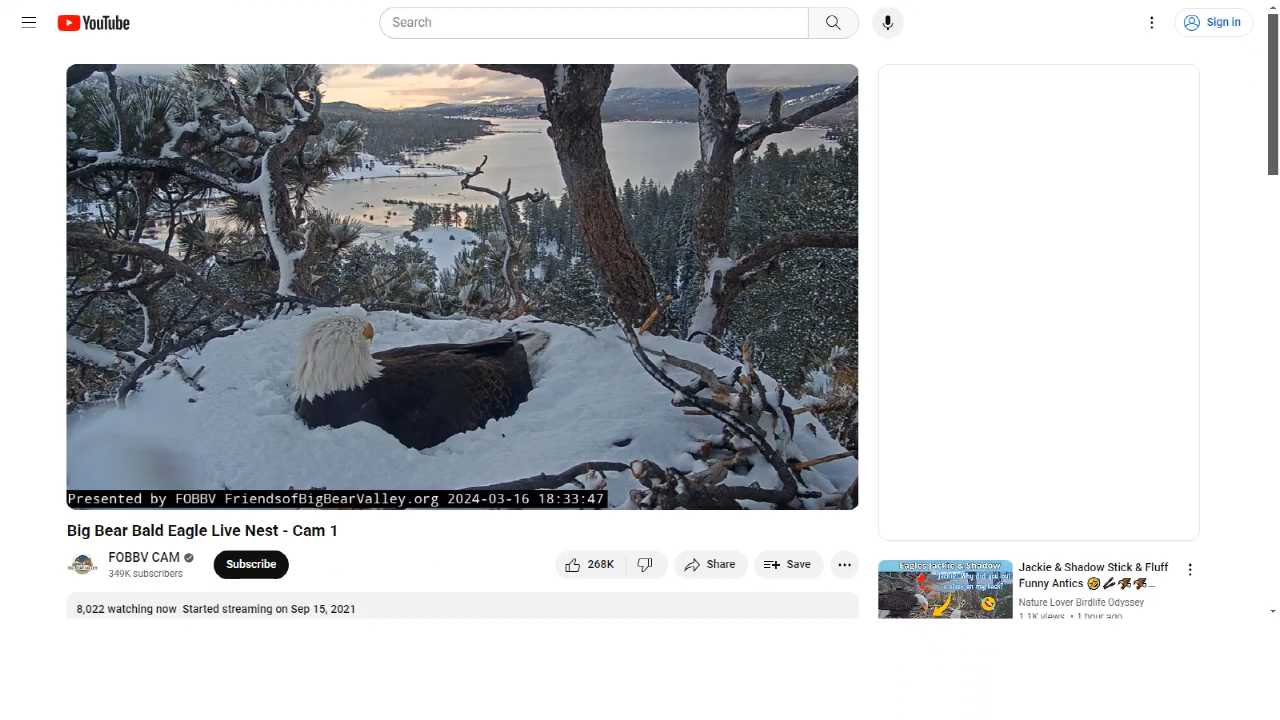 YouTube
Search
Sign in
Presented by FOBBV FriendsofBigBearValley.org 2024-03-16 18:33:47
Big Bear Bald Eagle Live Nest - Cam 1
FOBBV CAM
349K subscribers
Subscribe
268K
Share
Save
8,022 watching now Started streaming on Sep 15, 2021
Eagles Jackie & Shadow
Jackie & Shadow Stick & Fluff
Funny Antics 🤣
Nature Lover Birdlife Odyssey
1.1K views • 1 hour ago